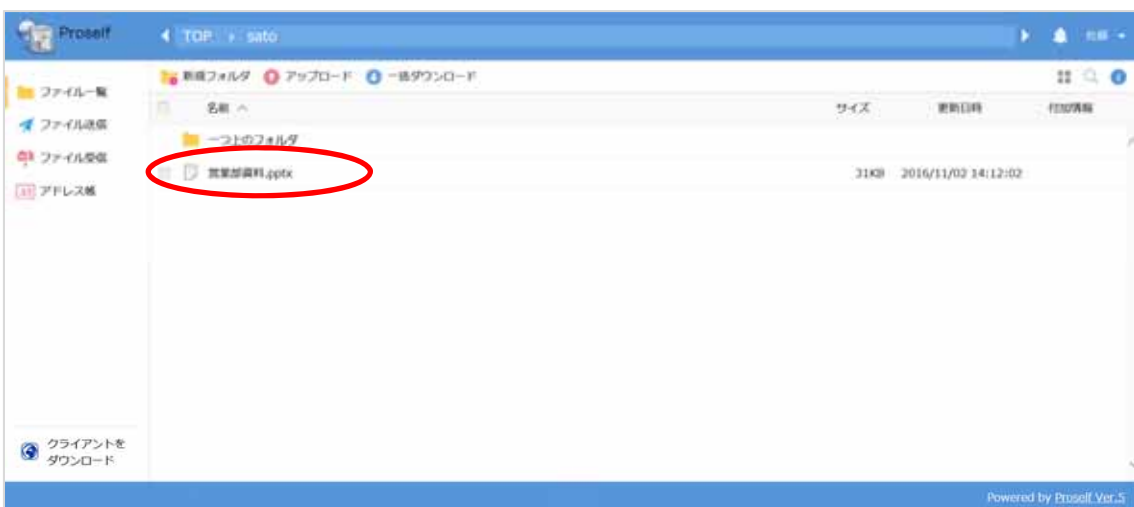 Proself
TOP sato
新規フォルダ アップロード 一括ダウンロード
ファイル一覧
ファイル送信
ファイル受信
アドレス帳
名前 サイズ 更新日時 付加情報
一つ上のフォルダ
営業部資料.pptx 31KB 2016/11/02 14:12:02
クライアントを
ダウンロード
Powered by Proself Ver.5